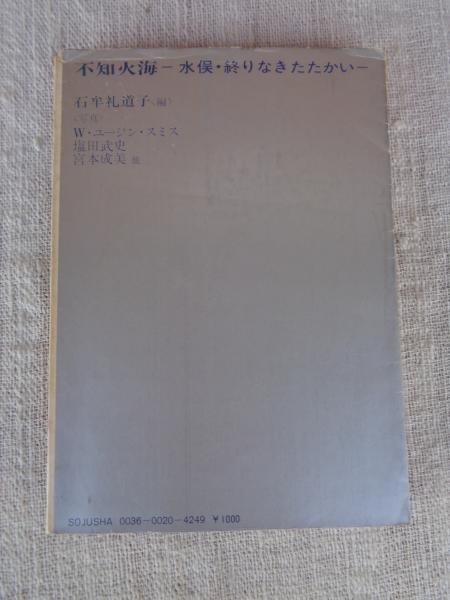 不知火海－水俣・終りなきたたかい－
石牟礼道子〈編〉
〈写真〉
W・ユージン・スミス
塩田武史
宮本成美 他
SOJUSHA 0036－0020－4249 ￥1000